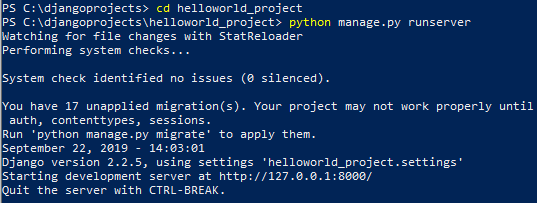 PS C:\djangoprojects> cd helloworld_project
PS C:\djangoprojects\helloworld_project> python manage.py runserver
Watching for file changes with StatReloader
Performing system checks...
System check identified no issues (0 silenced).
You have 17 unapplied migration(s). Your project may not work properly until
auth, contenttypes, sessions.
Run 'python manage.py migrate' to apply them.
September 22, 2019 - 14:03:01
Django version 2.2.5, using settings 'helloworld_project.settings'
Starting development server at http://127.0.0.1:8000/
Quit the server with CTRL-BREAK.